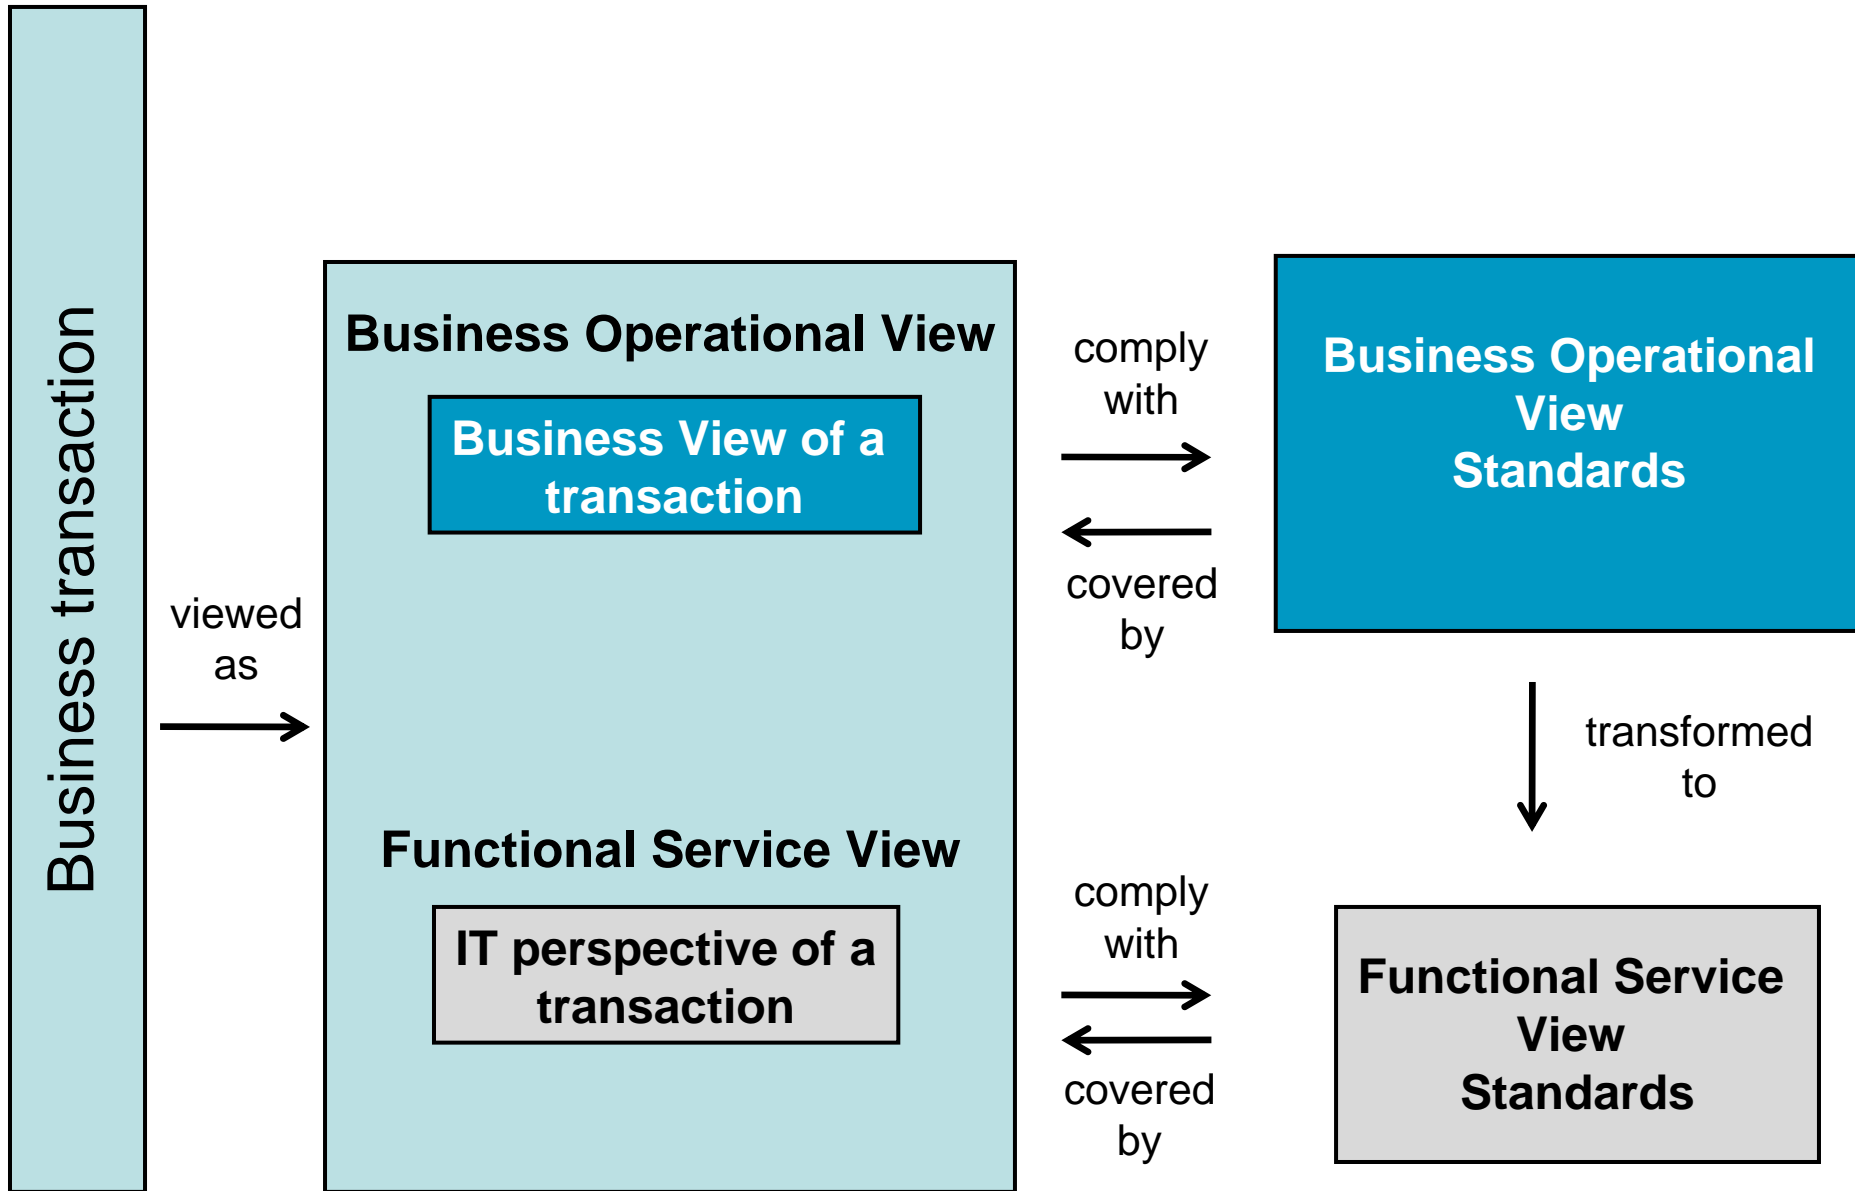 Business transaction
viewed
as
Business Operational View
Business View of a
transaction
Functional Service View
IT perspective of a
transaction
comply
with
covered
by
comply
with
covered
by
Business Operational
View
Standards
transformed
to
Functional Service
View
Standards